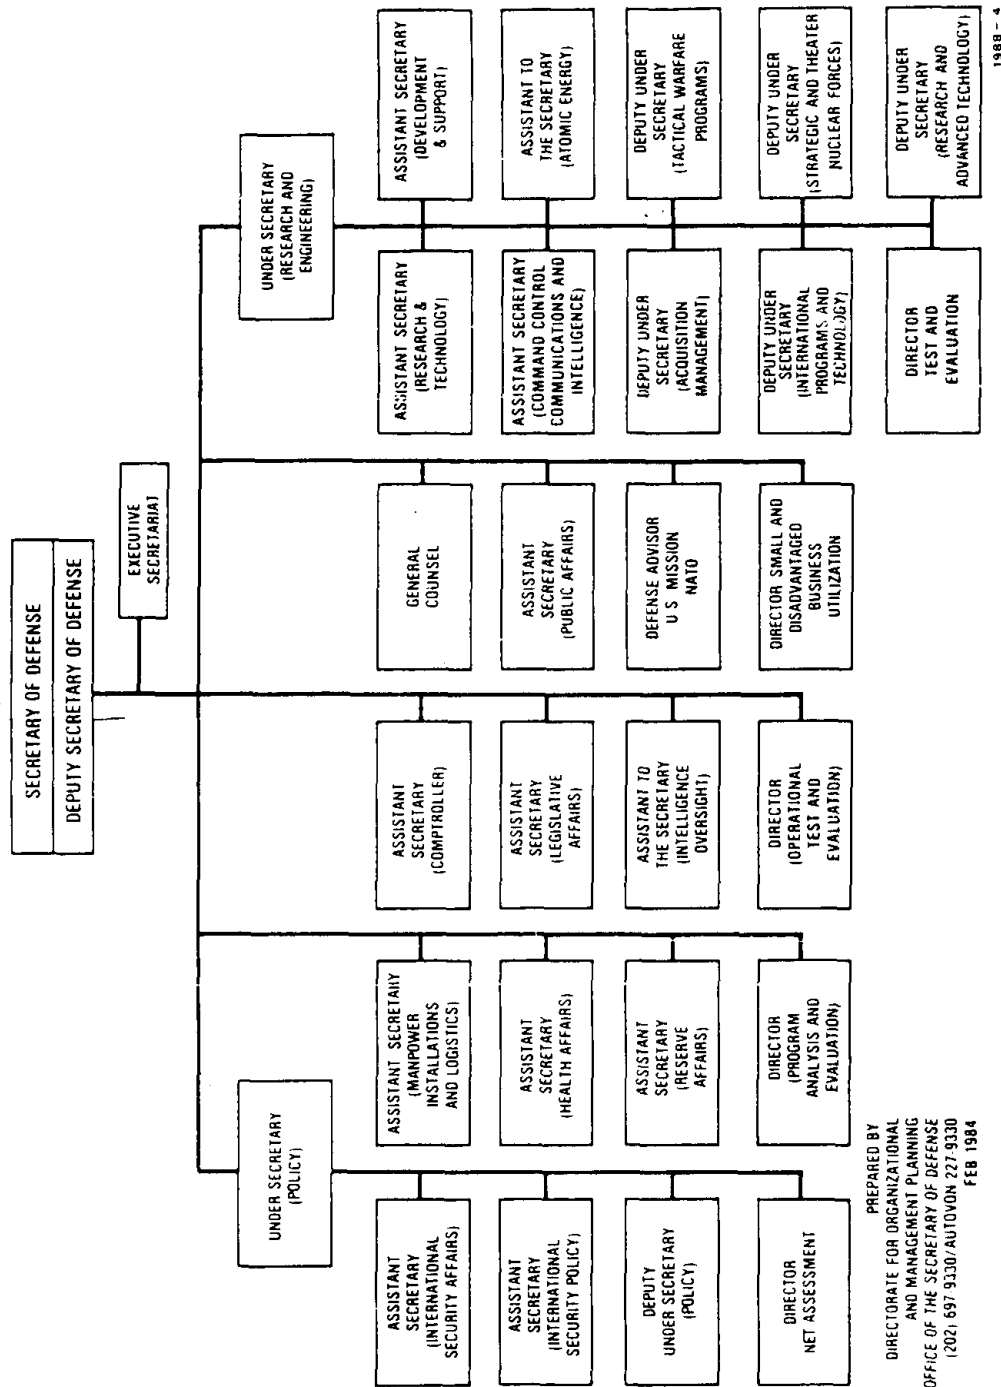 SECRETARY OF DEFENSE
DEPUTY SECRETARY OF DEFENSE
EXECUTIVE
SECRETARIAT
UNDER SECRETARY
(POLICY)
UNDER SECRETARY
(RESEARCH AND
ENGINEERING)
ASSISTANT
SECRETARY
(INTERNATIONAL
SECURITY AFFAIRS)
ASSISTANT
SECRETARY
(INTERNATIONAL
SECURITY POLICY)
DEPUTY
UNDER SECRETARY
(POLICY)
DIRECTOR
NET ASSESSMENT
ASSISTANT SECRETARY
(MANPOWER
INSTALLATIONS
AND LOGISTICS)
ASSISTANT
SECRETARY
(HEALTH AFFAIRS)
ASSISTANT
SECRETARY
(RESERVE
AFFAIRS)
DIRECTOR
(PROGRAM
ANALYSIS AND
EVALUATION)
ASSISTANT
SECRETARY
(COMPTROLLER)
ASSISTANT
SECRETARY
(LEGISLATIVE
AFFAIRS)
ASSISTANT TO
THE SECRETARY
(INTELLIGENCE
OVERSIGHT)
DIRECTOR
(OPERATIONAL
TEST AND
EVALUATION)
GENERAL
COUNSEL
ASSISTANT
SECRETARY
(PUBLIC AFFAIRS)
DEFENSE ADVISOR
U S MISSION
NATO
DIRECTOR SMALL AND
DISADVANTAGED
BUSINESS
UTILIZATION
ASSISTANT SECRETARY
(RESEARCH &
TECHNOLOGY)
ASSISTANT SECRETARY
(COMMAND CONTROL
COMMUNICATIONS AND
INTELLIGENCE)
DEPUTY UNDER
SECRETARY
(ACQUISITION
MANAGEMENT)
DEPUTY UNDER
SECRETARY
(INTERNATIONAL
PROGRAMS AND
TECHNOLOGY)
DIRECTOR
TEST AND
EVALUATION
ASSISTANT SECRETARY
(DEVELOPMENT
& SUPPORT)
ASSISTANT TO
THE SECRETARY
(ATOMIC ENERGY)
DEPUTY UNDER
SECRETARY
(TACTICAL WARFARE
PROGRAMS)
DEPUTY UNDER
SECRETARY
(STRATEGIC AND THEATER
NUCLEAR FORCES)
DEPUTY UNDER
SECRETARY
(RESEARCH AND
ADVANCED TECHNOLOGY)
PREPARED BY
DIRECTORATE FOR ORGANIZATIONAL
AND MANAGEMENT PLANNING
OFFICE OF THE SECRETARY OF DEFENSE
(202) 697 9330/AUTOVON 227-9330
FEB 1984
1988-4